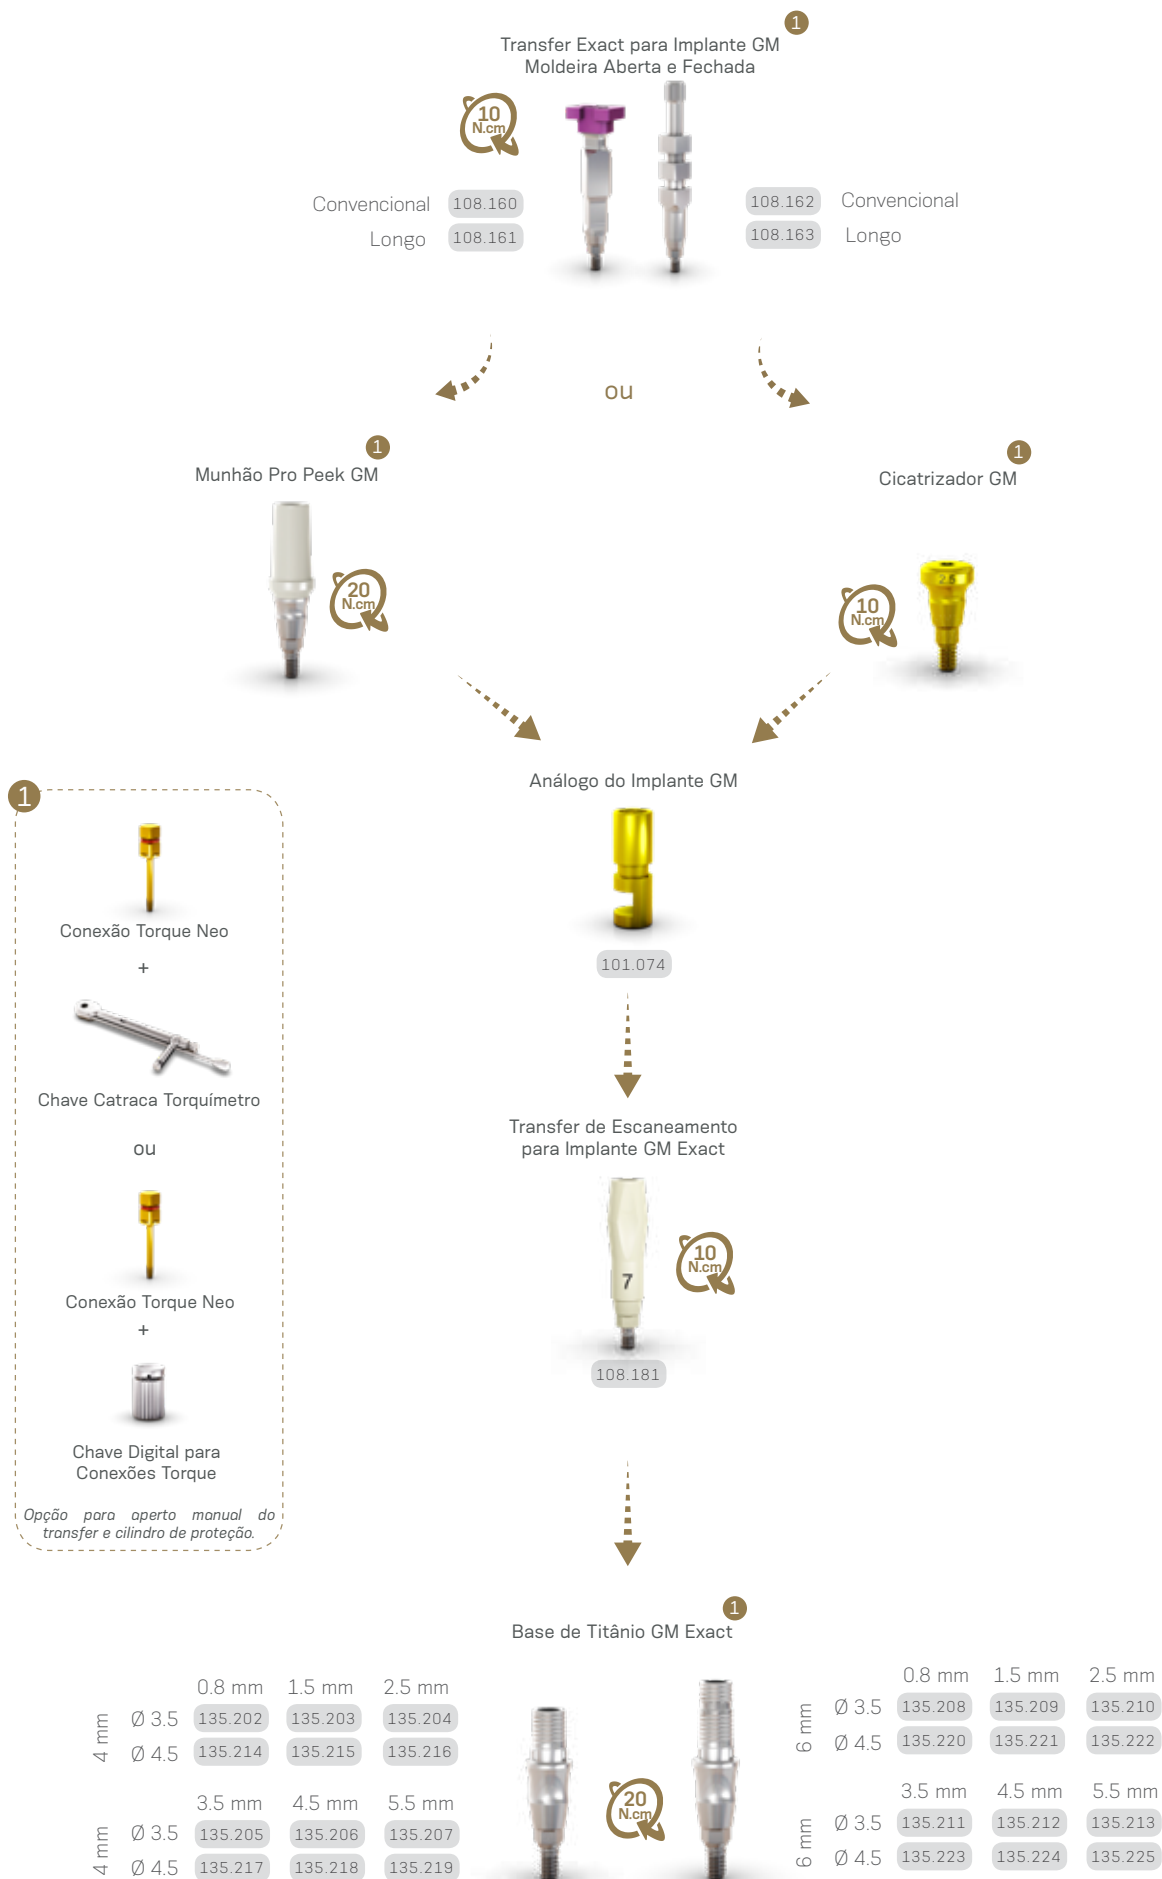 1
Transfer Exact para Implante GM
Moldeira Aberta e Fechada
10
N.cm
Convencional 108.160
Longo 108.161
108.162 Convencional
108.163 Longo
ou
1
Munhão Pro Peek GM
20
N.cm
1
Cicatrizador GM
2.5
10
N.cm
Análogo do Implante GM
101.074
1
Conexão Torque Neo
+
Chave Catraca Torquímetro
ou
Conexão Torque Neo
+
Chave Digital para
Conexões Torque
Opção para aperto manual do
transfer e cilindro de proteção.
Transfer de Escaneamento
para Implante GM Exact
7
10
N.cm
108.181
1
Base de Titânio GM Exact
0.8 mm 1.5 mm 2.5 mm
4 mm
Ø 3.5 135.202 135.203 135.204
Ø 4.5 135.214 135.215 135.216
3.5 mm 4.5 mm 5.5 mm
4 mm
Ø 3.5 135.205 135.206 135.207
Ø 4.5 135.217 135.218 135.219
20
N.cm
0.8 mm 1.5 mm 2.5 mm
6 mm
Ø 3.5 135.208 135.209 135.210
Ø 4.5 135.220 135.221 135.222
3.5 mm 4.5 mm 5.5 mm
6 mm
Ø 3.5 135.211 135.212 135.213
Ø 4.5 135.223 135.224 135.225